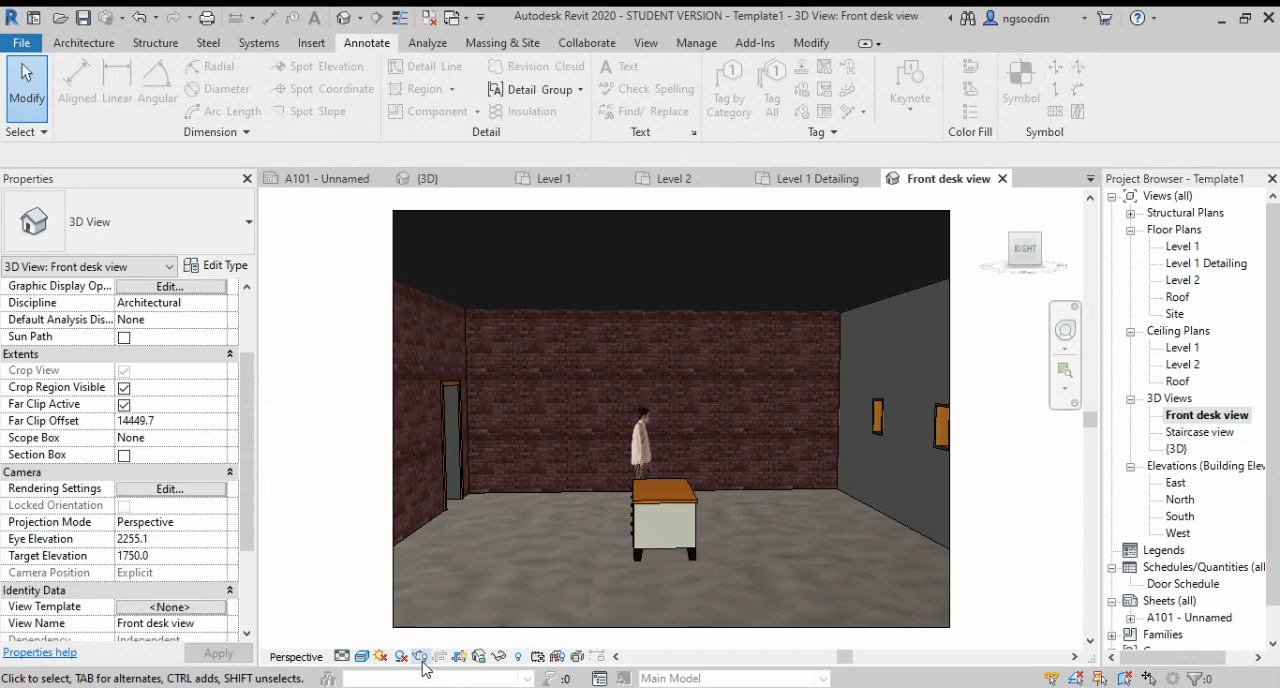 Autodesk Revit 2020 - STUDENT VERSION - Template1 - 3D View: Front desk view
ngsoodin
File
Architecture
Structure
Steel
Systems
Insert
Annotate
Analyze
Massing & Site
Collaborate
View
Manage
Add-Ins
Modify
Modify
Select
Aligned
Linear
Angular
Radial
Diameter
Arc Length
Spot Elevation
Spot Coordinate
Spot Slope
Dimension
Detail Line
Region
Component
Revision Cloud
Detail Group
Insulation
Detail
Text
Check Spelling
Find/ Replace
Text
Tag by
Category
Tag
All
Tag
Keynote
Color Fill
Symbol
Symbol
Properties
A101 - Unnamed
{3D}
Level 1
Level 2
Level 1 Detailing
Front desk view
3D View
3D View: Front desk view
Edit Type
Graphic Display Op... Edit...
Discipline Architectural
Default Analysis Dis... None
Sun Path
Extents
Crop View
Crop Region Visible
Far Clip Active
Far Clip Offset 14449.7
Scope Box None
Section Box
Camera
Rendering Settings Edit...
Locked Orientation
Projection Mode Perspective
Eye Elevation 2255.1
Target Elevation 1750.0
Camera Position Explicit
Identity Data
View Template <None>
View Name Front desk view
Dependency Independent
Properties help
Apply
RIGHT
Project Browser - Template1
Views (all)
Structural Plans
Floor Plans
Level 1
Level 1 Detailing
Level 2
Roof
Site
Ceiling Plans
Level 1
Level 2
Roof
3D Views
Front desk view
Staircase view
{3D}
Elevations (Building Elev
East
North
South
West
Legends
Schedules/Quantities (all
Door Schedule
Sheets (all)
A101 - Unnamed
Families
Perspective
Click to select, TAB for alternates, CTRL adds, SHIFT unselects.
:0
Main Model
:0